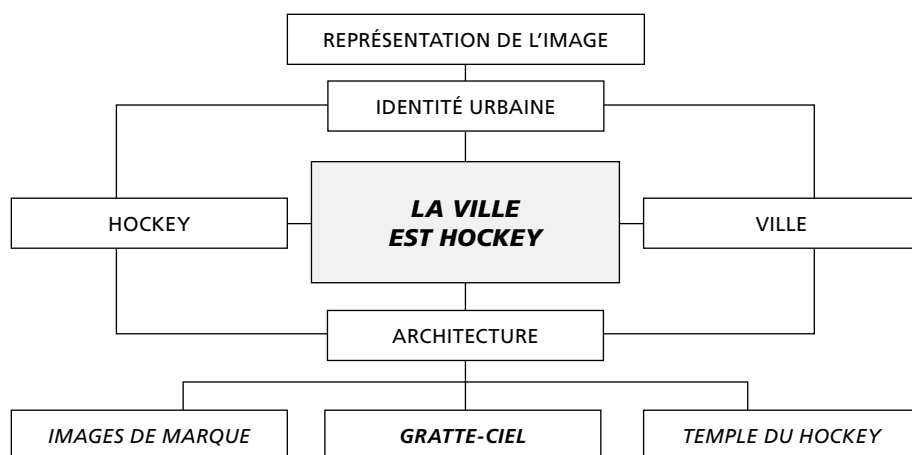 REPRÉSENTATION DE L’IMAGE
IDENTITÉ URBAINE
HOCKEY
LA VILLE
EST HOCKEY
VILLE
ARCHITECTURE
IMAGES DE MARQUE
GRATTE-CIEL
TEMPLE DU HOCKEY